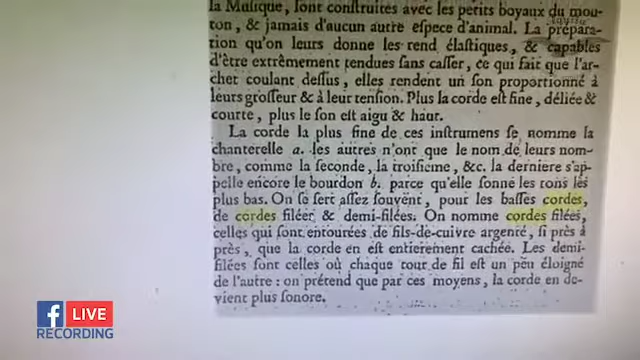 la Musique, sont construites avec les petits boyaux du mou-
ton, & jamais d'aucun autre espece d'animal. La prépara-
tion qu'on leurs donne les rend élastiques, & capables
d'être extrêmement tendues sans casser, ce qui fait que l'ar-
chet coulant dessus, elles rendent un son proportionné à
leurs grosseur & à leur tension. Plus la corde est fine, déliée &
courte, plus le son est aigu & haut.
La corde la plus fine de ces instrumens se nomme la
chanterelle a. les autres n'ont que le nom de leurs nom-
bre, comme la seconde, la troisieme, &c. la derniere s'ap-
pelle encore le bourdon b. parce qu'elle sonne les tons les
plus bas. On se sert assez souvent, pour les basses cordes,
de cordes filéer & demi-filées. On nomme cordes filées,
celles qui sont entourées de fils-de-cuivre argenté, si près à
près, que la corde en est entierement cachée. Les demi-
filées sont celles où chaque tour de fil est un peu éloigné
de l'autre : on prétend que par ces moyens, la corde en de-
vient plus sonore.
f LIVE
RECORDING